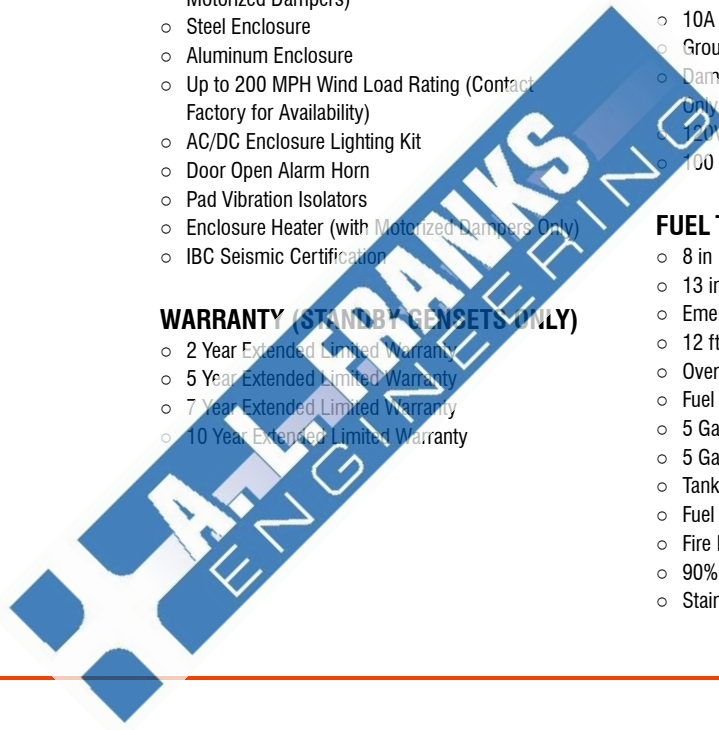 Motorized Dampers)
○ Steel Enclosure
○ Aluminum Enclosure
○ Up to 200 MPH Wind Load Rating (Contact
Factory for Availability)
○ AC/DC Enclosure Lighting Kit
○ Door Open Alarm Horn
○ Pad Vibration Isolators
○ Enclosure Heater (with Motorized Dampers Only)
○ IBC Seismic Certification
WARRANTY (STANDBY GENSETS ONLY)
○ 2 Year Extended Limited Warranty
○ 5 Year Extended Limited Warranty
○ 7 Year Extended Limited Warranty
○ 10 Year Extended Limited Warranty
○ 10A
○ Grou
○ Dam
Only
○ 120V
○ 100
FUEL T
○ 8 in
○ 13 in
○ Eme
○ 12 ft
○ Over
○ Fuel
○ 5 Ga
○ 5 Ga
○ Tank
○ Fuel
○ Fire
○ 90%
○ Stain
A.L. FRANKS
ENGINEERING